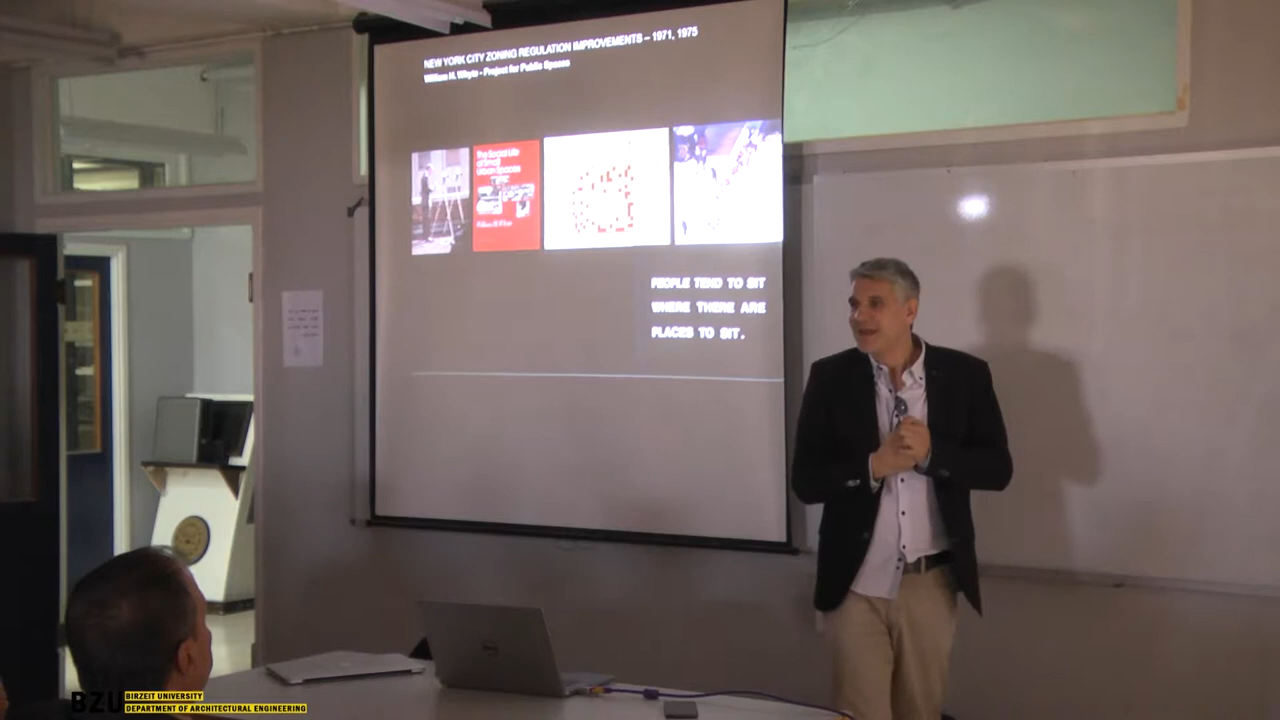 NEW YORK CITY ZONING REGULATION IMPROVEMENTS – 1971, 1975
William H. Whyte - Project for Public Spaces
The Social Life
of Small
Urban Spaces
PEOPLE TEND TO SIT
WHERE THERE ARE
PLACES TO SIT.
DELL
BZU
BIRZEIT UNIVERSITY
DEPARTMENT OF ARCHITECTURAL ENGINEERING